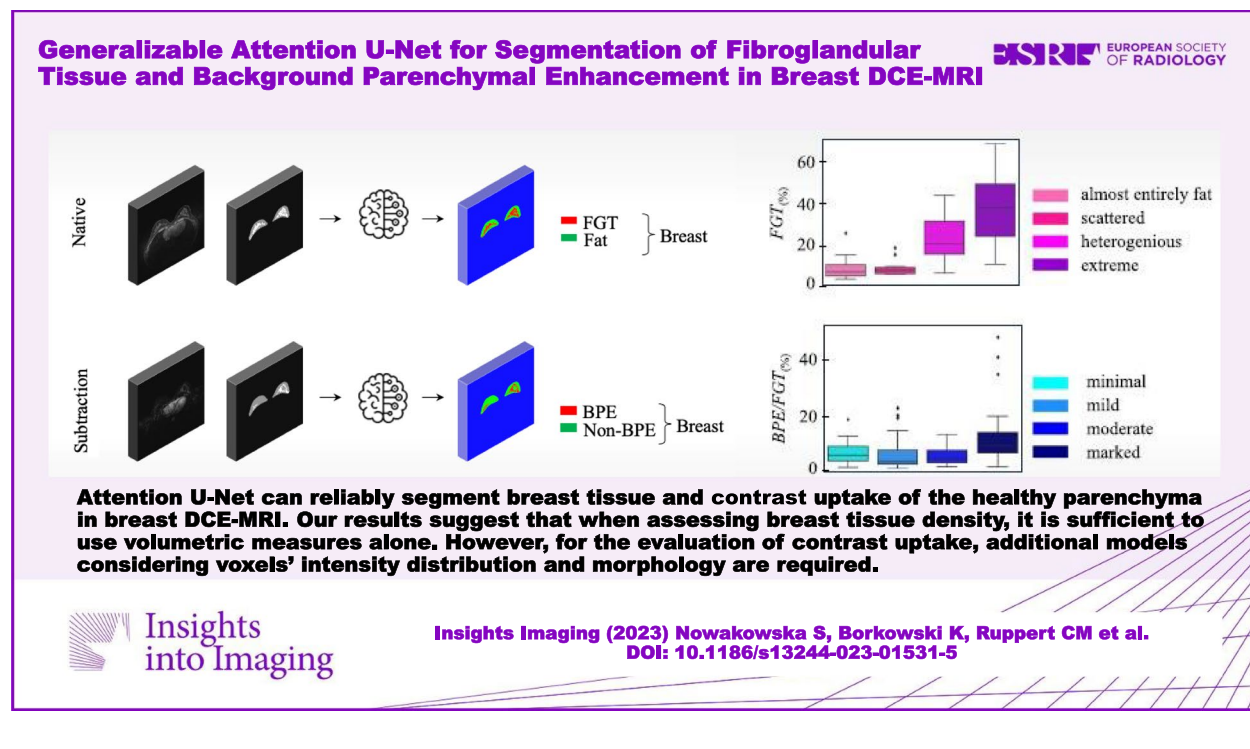 Generalizable Attention U-Net for Segmentation of Fibroglandular
Tissue and Background Parenchymal Enhancement in Breast DCE-MRI
EUROPEAN SOCIETY
OF RADIOLOGY
Native
FGT
Fat
Breast
FGT(%)
60
40
20
0
almost entirely fat
scattered
heterogenious
extreme
Subtraction
BPE
Non-BPE
Breast
BPE/FGT(%)
40
20
0
minimal
mild
moderate
marked
Attention U-Net can reliably segment breast tissue and contrast uptake of the healthy parenchyma
in breast DCE-MRI. Our results suggest that when assessing breast tissue density, it is sufficient to
use volumetric measures alone. However, for the evaluation of contrast uptake, additional models
considering voxels’ intensity distribution and morphology are required.
Insights
into Imaging
Insights Imaging (2023) Nowakowska S, Borkowski K, Ruppert CM et al.
DOI: 10.1186/s13244-023-01531-5